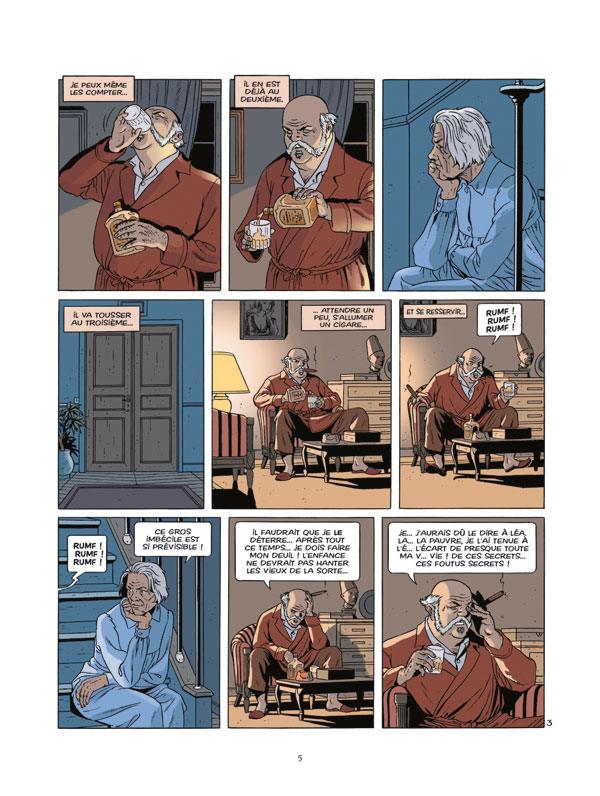 JE PEUX MÊME
LES COMPTER...
IL EN EST
DÉJÀ AU
DEUXIÈME.
IL VA TOUSSER
AU TROISIÈME...
... ATTENDRE UN
PEU, S'ALLUMER
UN CIGARE...
ET SE RESSERVIR...
RUMF !
RUMF !
RUMF !
RUMF !
RUMF !
RUMF !
CE GROS
IMBÉCILE EST
SI PRÉVISIBLE !
IL FAUDRAIT QUE JE LE
DÉTERRE... APRÈS TOUT
CE TEMPS... JE DOIS FAIRE
MON DEUIL ! L'ENFANCE
NE DEVRAIT PAS HANTER
LES VIEUX DE LA SORTE...
JE... J'AURAIS DÛ LE DIRE À LÉA,
LA... LA PAUVRE, JE L'AI TENUE À
L'É... L'ÉCART DE PRESQUE TOUTE
MA V... VIE ! DE CES SECRETS...
CES FOUTUS SECRETS !
3
5